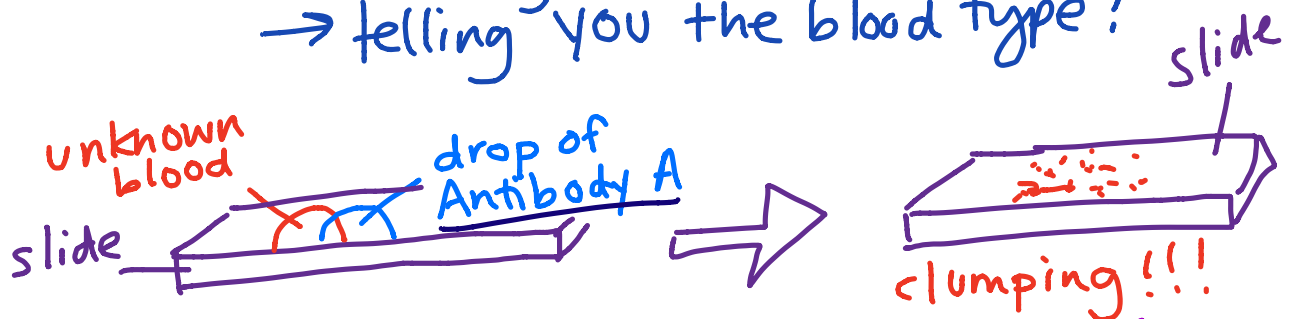 → telling you the blood type?
slide
unknown
blood
drop of
Antibody A
slide
clumping!!!